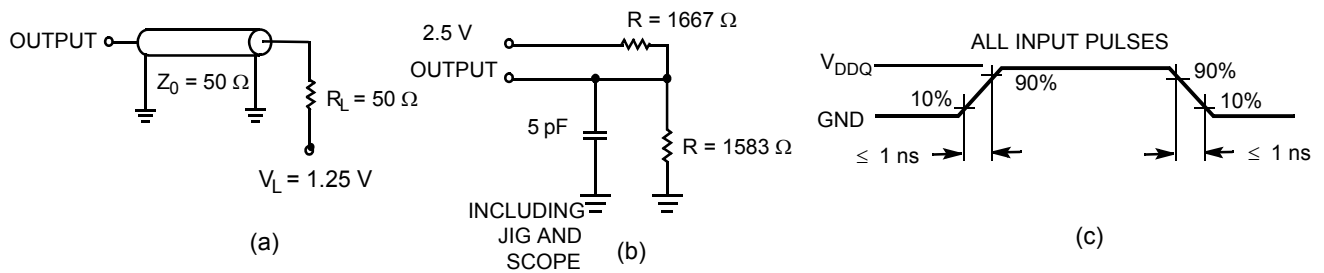 OUTPUT
Z0 = 50 Ω
RL = 50 Ω
VL = 1.25 V
(a)
R = 1667 Ω
2.5 V
OUTPUT
5 pF
R = 1583 Ω
INCLUDING
JIG AND
SCOPE
(b)
ALL INPUT PULSES
VDDQ
GND
10%
90%
90%
10%
≤ 1 ns
≤ 1 ns
(c)